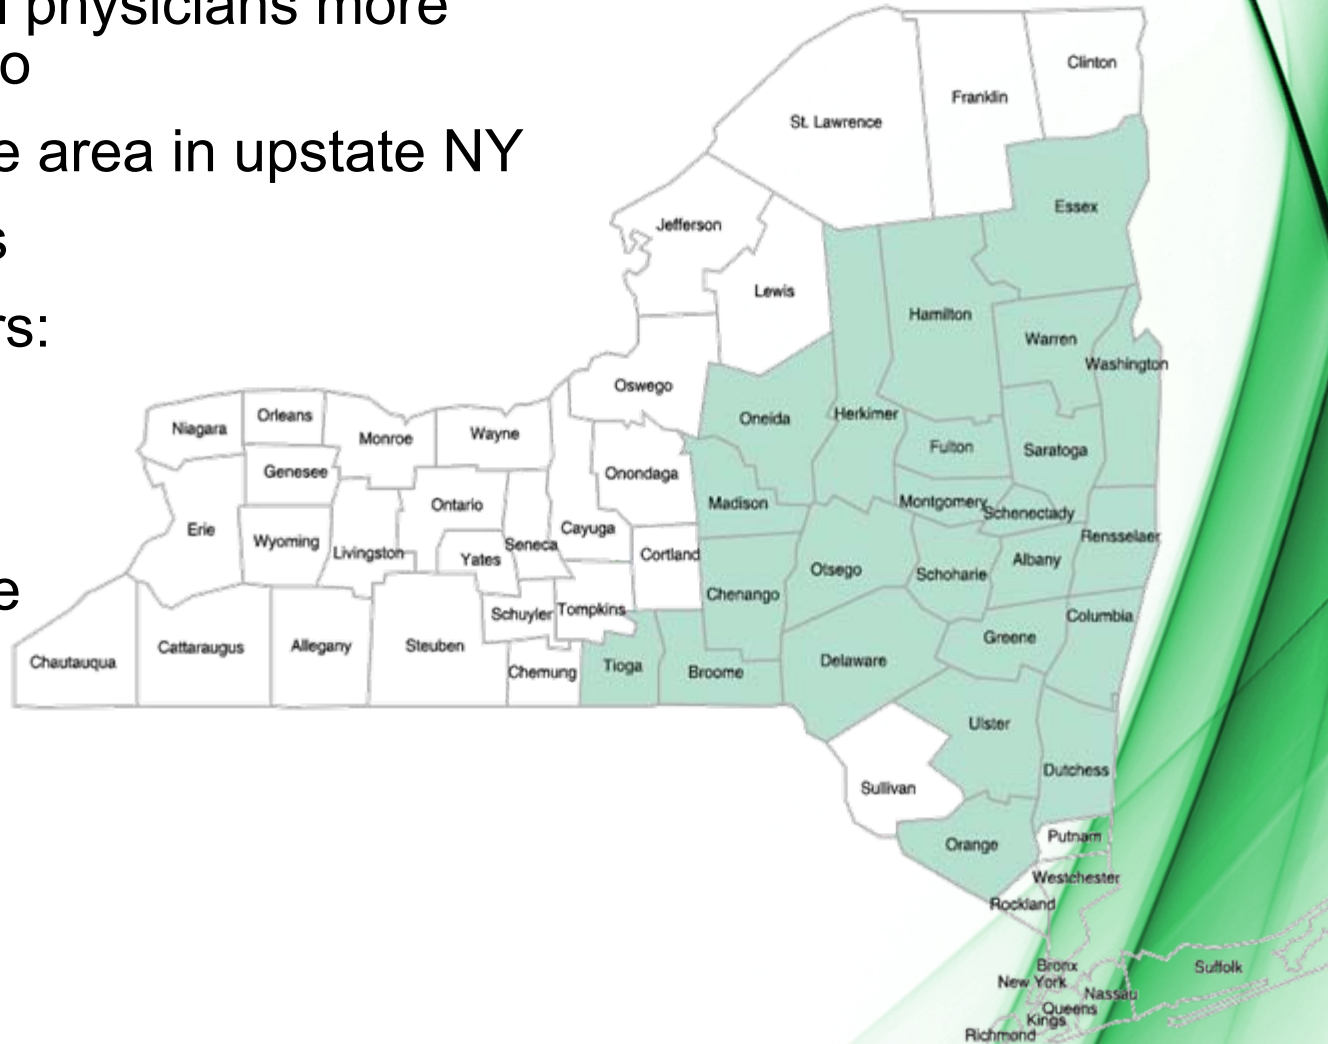 physicians more
o
e area in upstate NY
s
rs:
e
Clinton
Franklin
St. Lawrence
Essex
Jefferson
Lewis
Hamilton
Warren
Washington
Oswego
Oneida
Herkimer
Niagara
Orleans
Monroe
Wayne
Fulton
Saratoga
Genesee
Onondaga
Ontario
Madison
Montgomery
Schenectady
Erie
Wyoming
Livingston
Yates
Seneca
Cayuga
Cortland
Rensselaer
Otsego
Schoharie
Albany
Chenango
Schuyler
Tompkins
Columbia
Greene
Chautauqua
Cattaraugus
Allegany
Steuben
Chemung
Tioga
Broome
Delaware
Ulster
Dutchess
Sullivan
Orange
Putnam
Westchester
Rockland
Bronx
New York
Nassau
Suffolk
Queens
Kings
Richmond